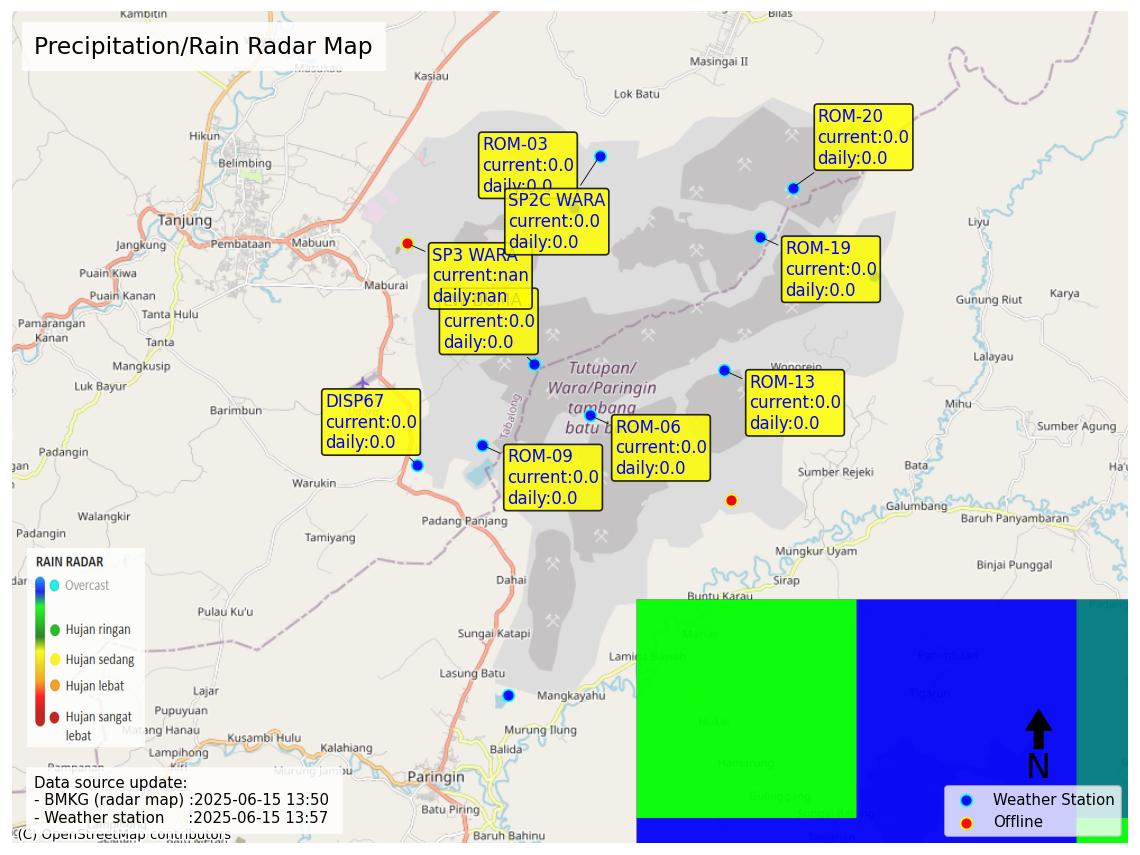 Kambitin
Bilas
Precipitation/Rain Radar Map
Masukau
Kasiau
Masingai II
Lok Batu
Hikun
Belimbing
ROM-03
current:0.0
daily:0.0
ROM-20
current:0.0
daily:0.0
SP2C WARA
current:0.0
daily:0.0
Tanjung
Jangkung
Pembataan
Mabuun
Liyu
ROM-19
current:0.0
daily:0.0
SP3 WARA
current:nan
daily:nan
current:0.0
daily:0.0
Puain Kiwa
Puain Kanan
Maburai
Tanta Hulu
Pamarangan
Kanan
Tanta
Mangkusip
Luk Bayur
Gunung Riut
Karya
Lalayau
Wonorejo
Tutupan/
Wara/Paringin
tambang
batu b
Tabalong
ROM-13
current:0.0
daily:0.0
DISP67
current:0.0
daily:0.0
Barimbun
Mihu
Sumber Agung
ROM-06
current:0.0
daily:0.0
Padangin
ROM-09
current:0.0
daily:0.0
Warukin
Sumber Rejeki
Bata
Ha'u
Galumbang
Baruh Panyambaran
Walangkir
Padangin
Padang Panjang
Tamiyang
Mungkur Uyam
Binjai Punggal
Sirap
Dahai
Buntu Karau
RAIN RADAR
Overcast
Hujan ringan
Hujan sedang
Hujan lebat
Hujan sangat
lebat
Pulau Ku'u
Sungai Katapi
Lamida Bawah
Lasung Batu
Lajar
Mangkayahu
Pupuyuan
Matang Hanau
Murung Ilung
Kusambi Hulu
Kalahiang
Lampihong
Balida
Murung Jambu
Paringin
Batu Piring
Baruh Bahinu
Data source update:
- BMKG (radar map) :2025-06-15 13:50
- Weather station :2025-06-15 13:57
(C) OpenStreetMap contributors
N
Weather Station
Offline